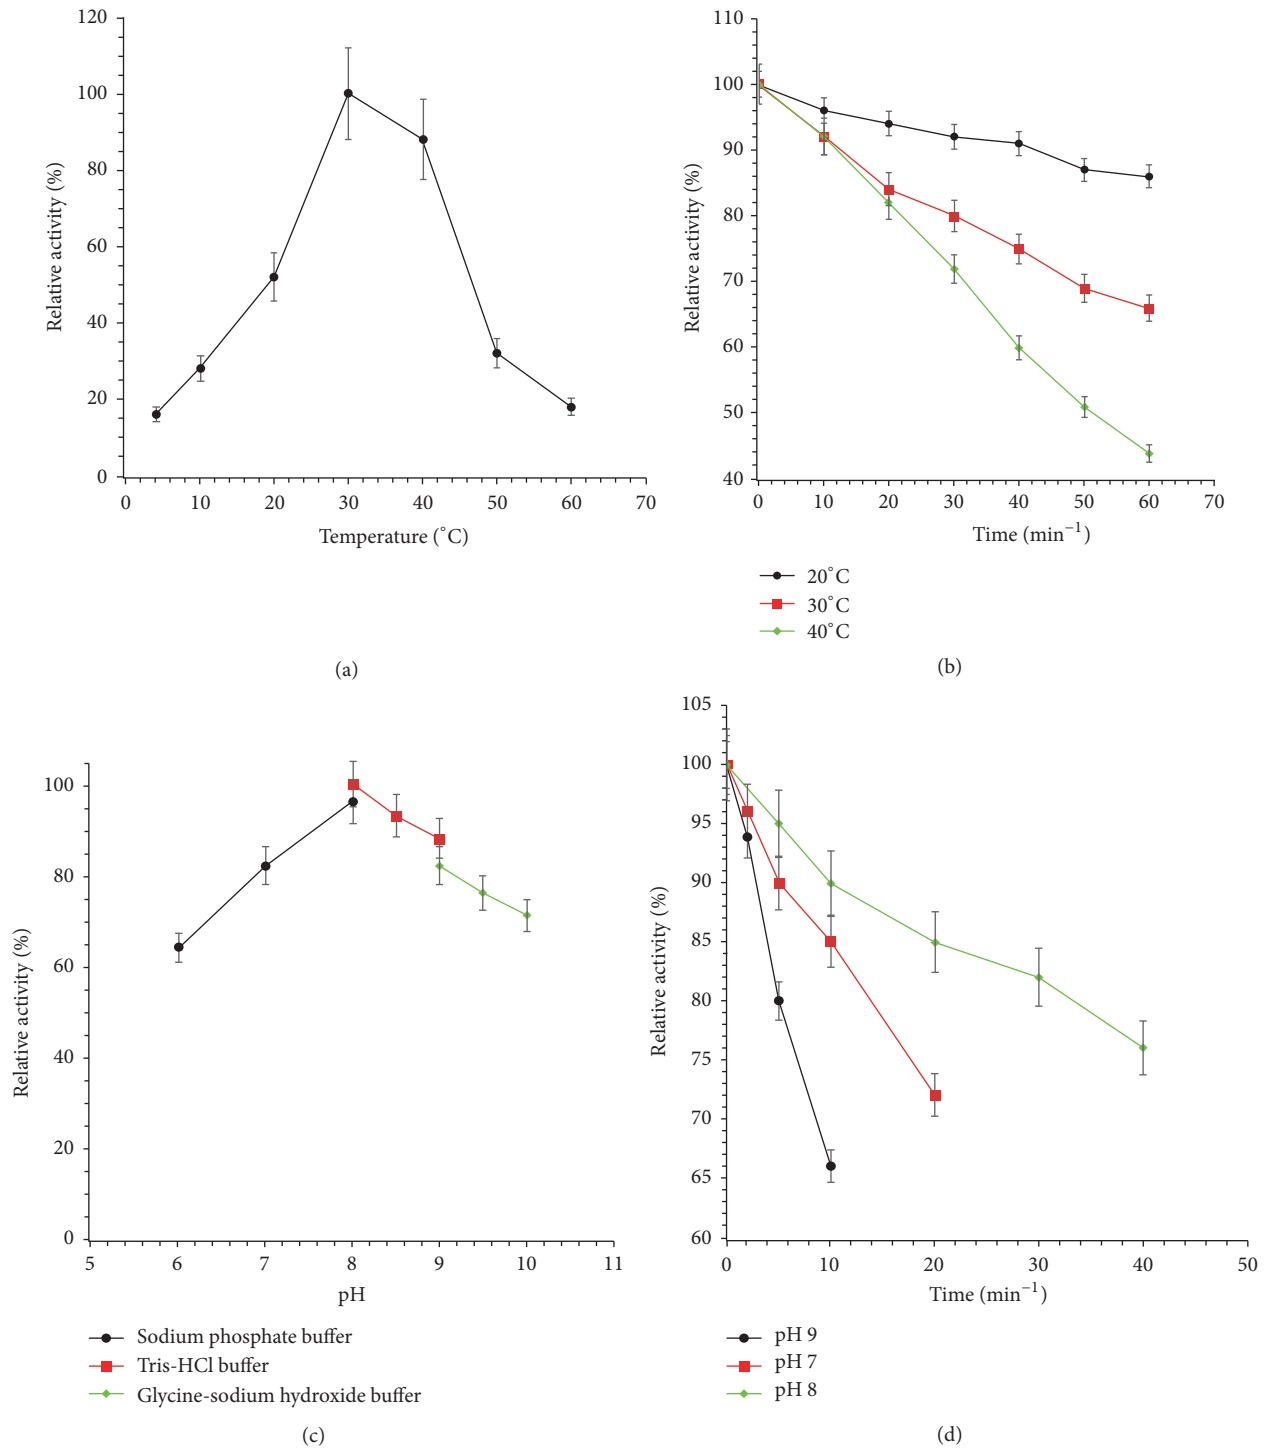 120
100
80
60
40
20
0
Relative activity (%)
0 10 20 30 40 50 60 70
Temperature (˚C)
(a)
110
100
90
80
70
60
50
40
Relative activity (%)
0 10 20 30 40 50 60 70
Time (min⁻¹)
20˚C
30˚C
40˚C
(b)
100
80
60
40
20
0
Relative activity (%)
5 6 7 8 9 10 11
pH
Sodium phosphate buffer
Tris-HCl buffer
Glycine-sodium hydroxide buffer
(c)
105
100
95
90
85
80
75
70
65
60
Relative activity (%)
0 10 20 30 40 50
Time (min⁻¹)
pH 9
pH 7
pH 8
(d)